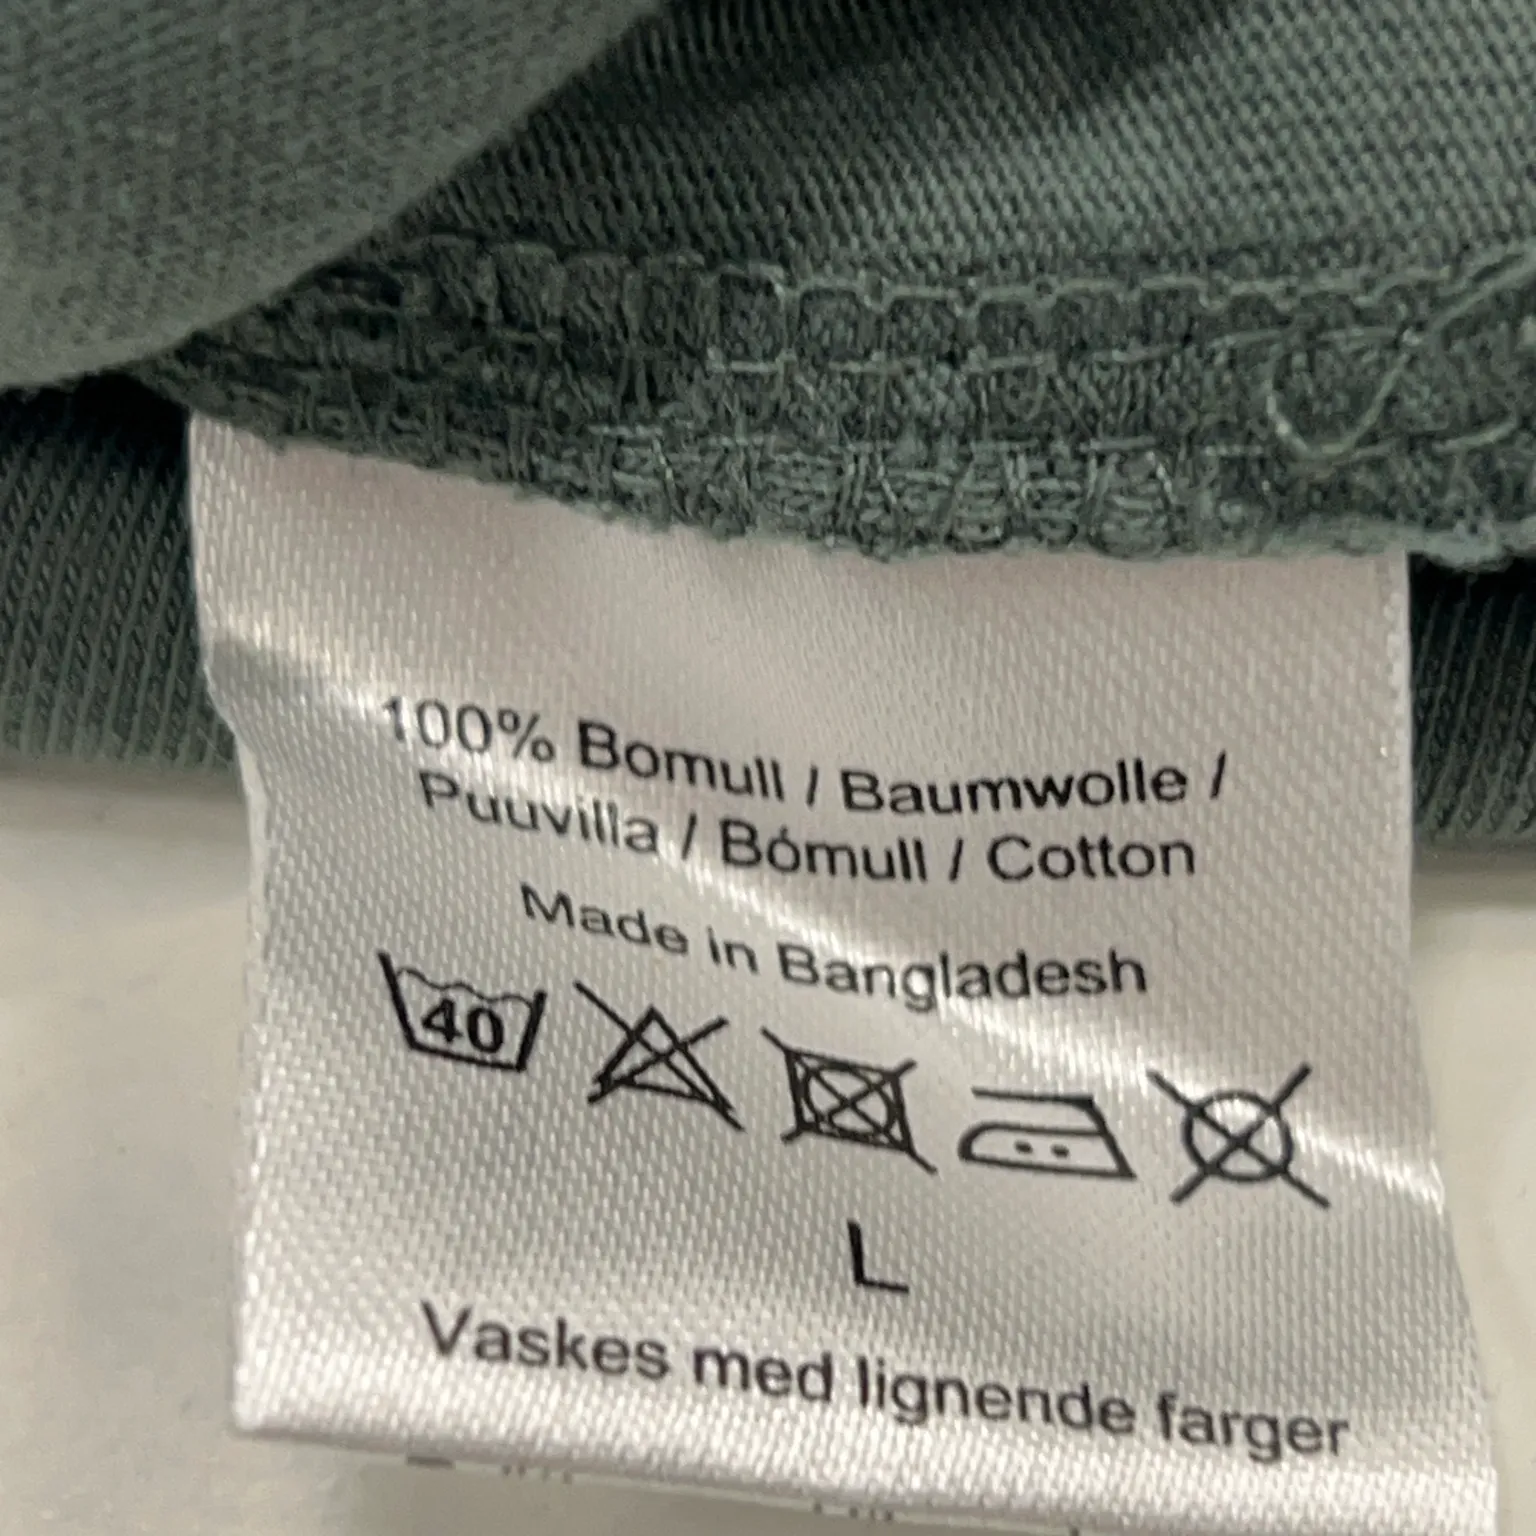 100% Bomull / Baumwolle /
Puuvilla / Bómull / Cotton
Made in Bangladesh
40
L
Vaskes med lignende farger